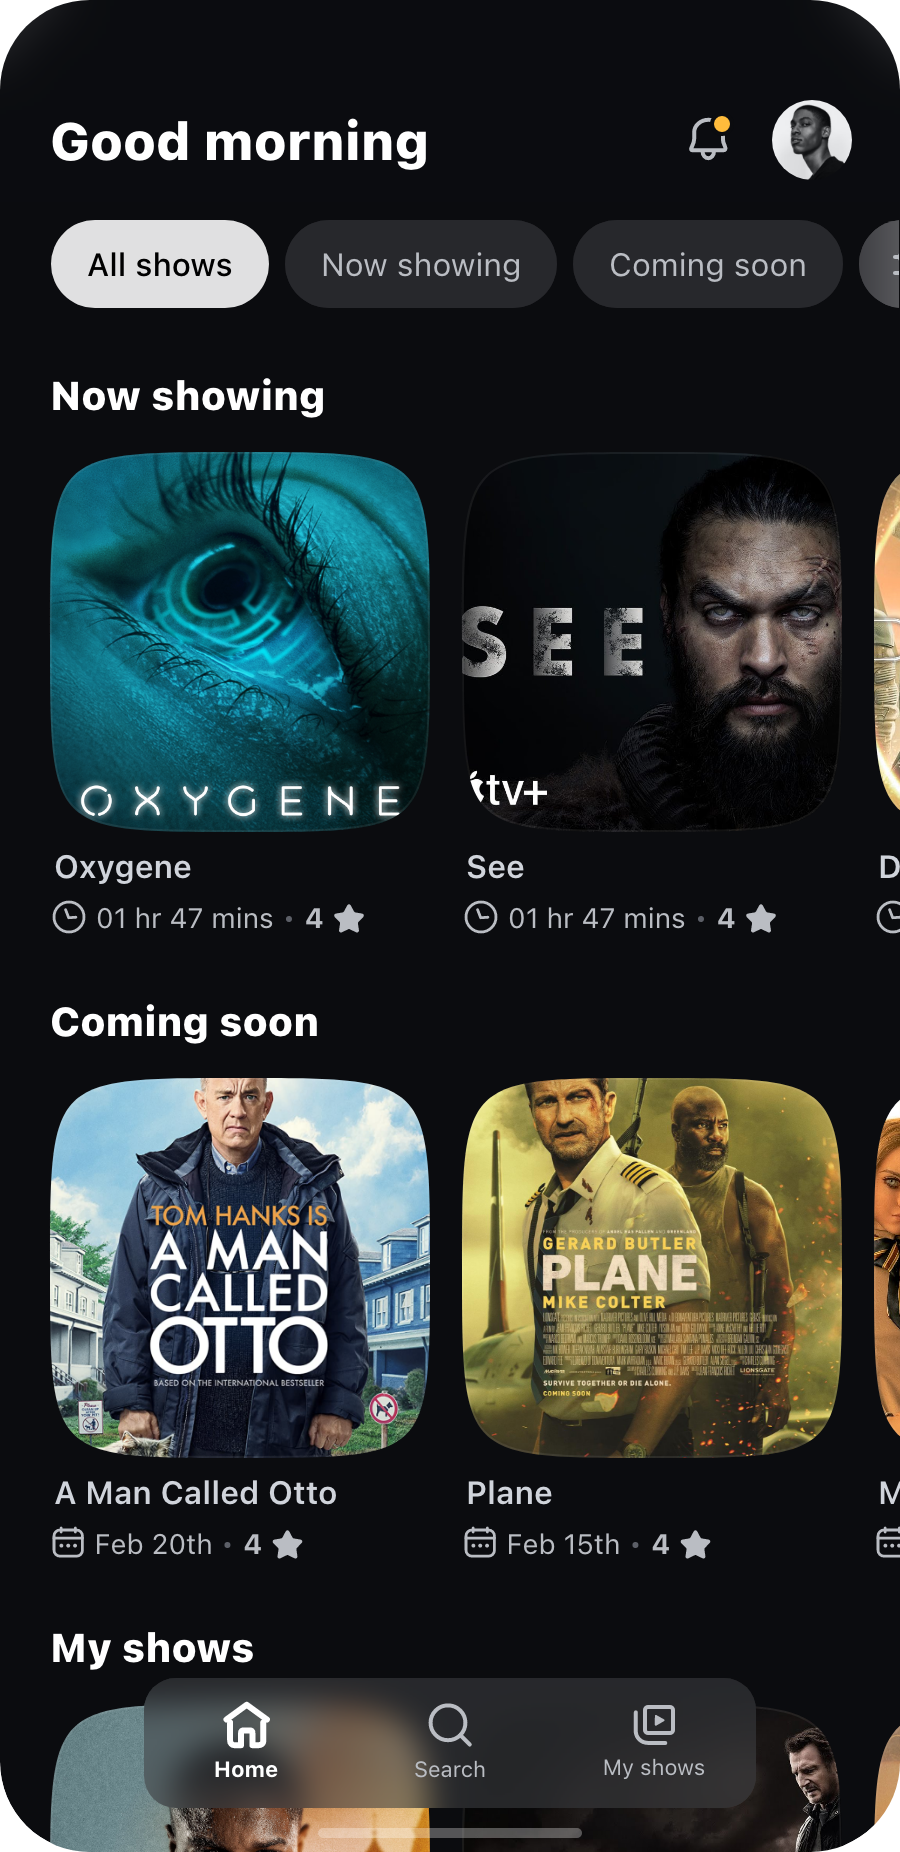 Good morning
All shows
Now showing
Coming soon
Now showing
OXYGENE
SEE
tv+
Oxygene
See
D
01 hr 47 mins • 4
01 hr 47 mins • 4
Coming soon
TOM HANKS IS
A MAN
CALLED
OTTO
BASED ON THE INTERNATIONAL BESTSELLER
GERARD BUTLER
PLANE
MIKE COLTER
LIONSGATE
SURVIVE TOGETHER OR DIE ALONE.
COMING SOON
A Man Called Otto
Plane
M
Feb 20th • 4
Feb 15th • 4
My shows
Home
Search
My shows